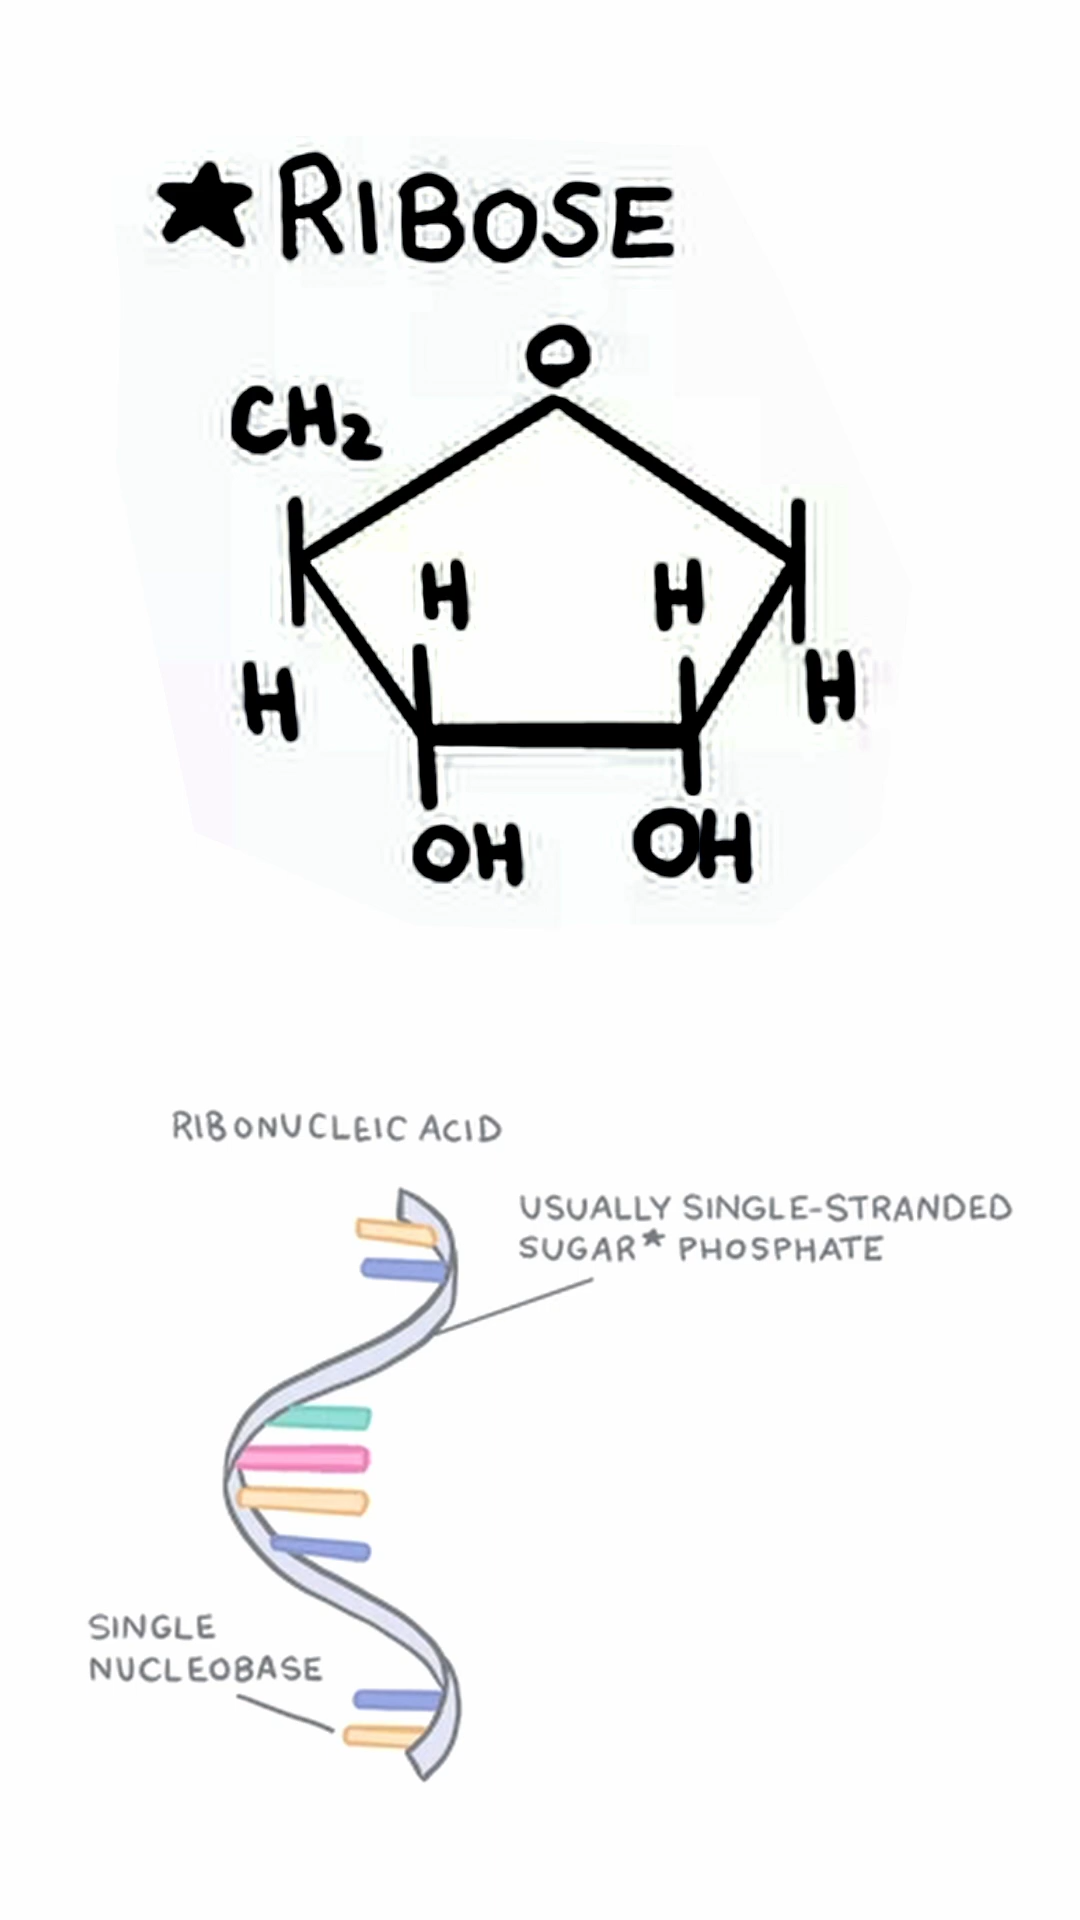 ★ RIBOSE
O
CH₂
H H
H H
OH OH
RIBONUCLEIC ACID
USUALLY SINGLE-STRANDED
SUGAR* PHOSPHATE
SINGLE
NUCLEOBASE